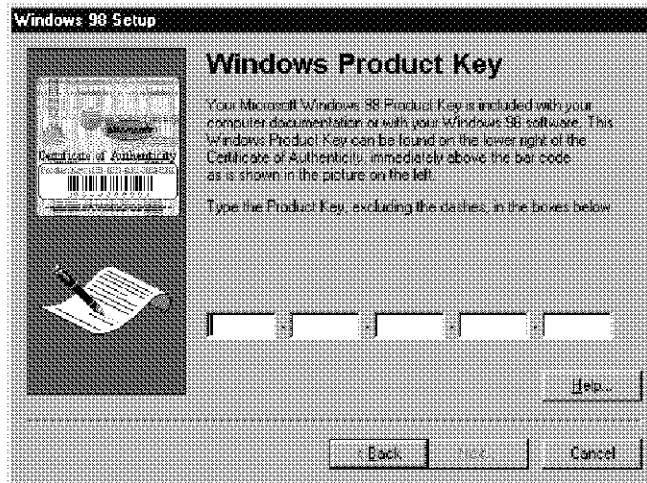 Windows 98 Setup
Windows Product Key
Your Microsoft Windows 98 Product Key is included with your
computer documentation or with your Windows 98 software. This
Windows Product Key can be found on the lower right of the
Certificate of Authenticity, immediately above the bar code
as is shown in the picture on the left.
Type the Product Key, excluding the dashes, in the boxes below.
Certificate of Authenticity
- - - -
Help...
< Back
Next >
Cancel